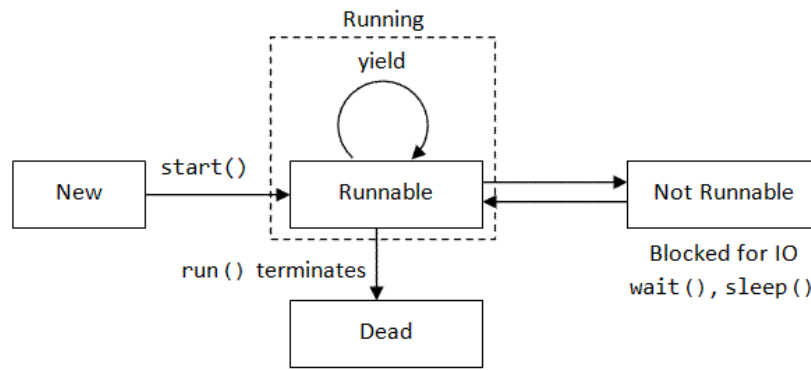 Running
yield
start()
New
Runnable
Not Runnable
Blocked for IO
wait(), sleep()
run() terminates
Dead